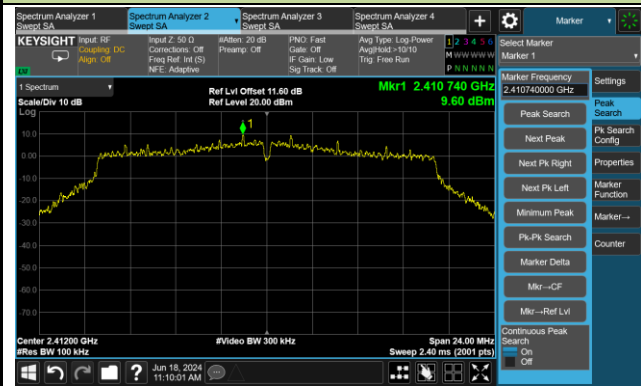 Spectrum Analyzer 1
Swept SA
Spectrum Analyzer 2
Swept SA
Spectrum Analyzer 3
Swept SA
Spectrum Analyzer 4
Swept SA
+
Marker
KEYSIGHT
Input: RF
Coupling: DC
Align: Off
Input Z: 50 Ω
Corrections: Off
Freq Ref: Int (S)
NFE: Adaptive
#Atten: 20 dB
Preamp: Off
PNO: Fast
Gate: Off
IF Gain: Low
Sig Track: Off
Avg Type: Log-Power
Avg|Hold:>10/10
Trig: Free Run
1 2 3 4 5 6
M W W W W W
P N N N N N
LXI
Select Marker
Marker 1
1 Spectrum
Scale/Div 10 dB
Log
Ref Lvl Offset 11.60 dB
Ref Level 20.00 dBm
Mkr1 2.410 740 GHz
9.60 dBm
1
10.0
0.00
-10.0
-20.0
-30.0
-40.0
-50.0
-60.0
-70.0
Center 2.41200 GHz
#Res BW 100 kHz
#Video BW 300 kHz
Span 24.00 MHz
Sweep 2.40 ms (2001 pts)
Marker Frequency
2.410740000 GHz
Peak Search
Next Peak
Next Pk Right
Next Pk Left
Minimum Peak
Pk-Pk Search
Marker Delta
Mkr→CF
Mkr→Ref Lvl
Continuous Peak
Search
On
Off
Settings
Peak
Search
Pk Search
Config
Properties
Marker
Function
Marker→
Counter
?
Jun 18, 2024
11:10:01 AM